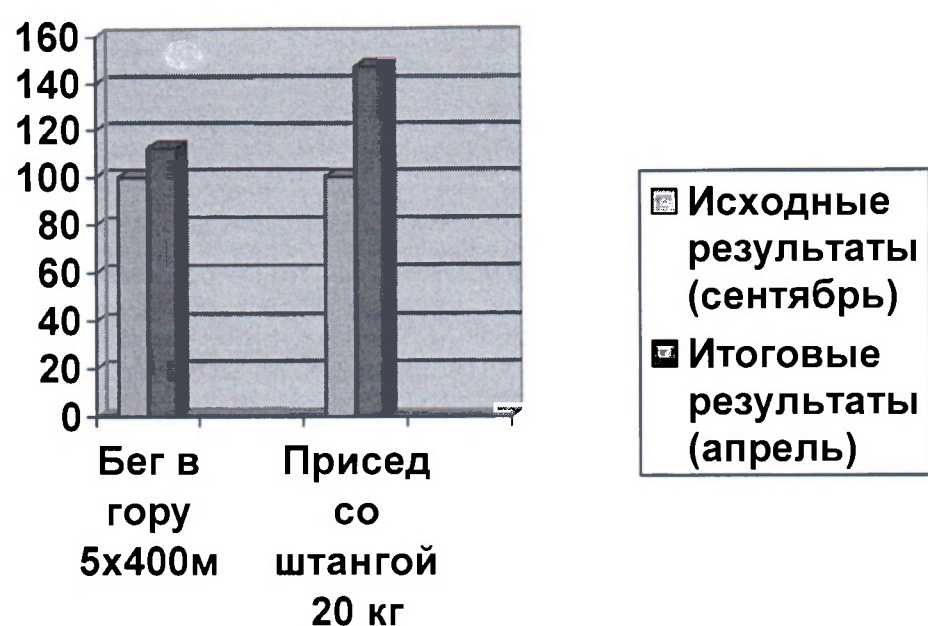 160
140
120
100
80
60
40
20
0
Бег в
гору
5х400м
Присед
со
штангой
20 кг
Исходные
результаты
(сентябрь)
Итоговые
результаты
(апрель)